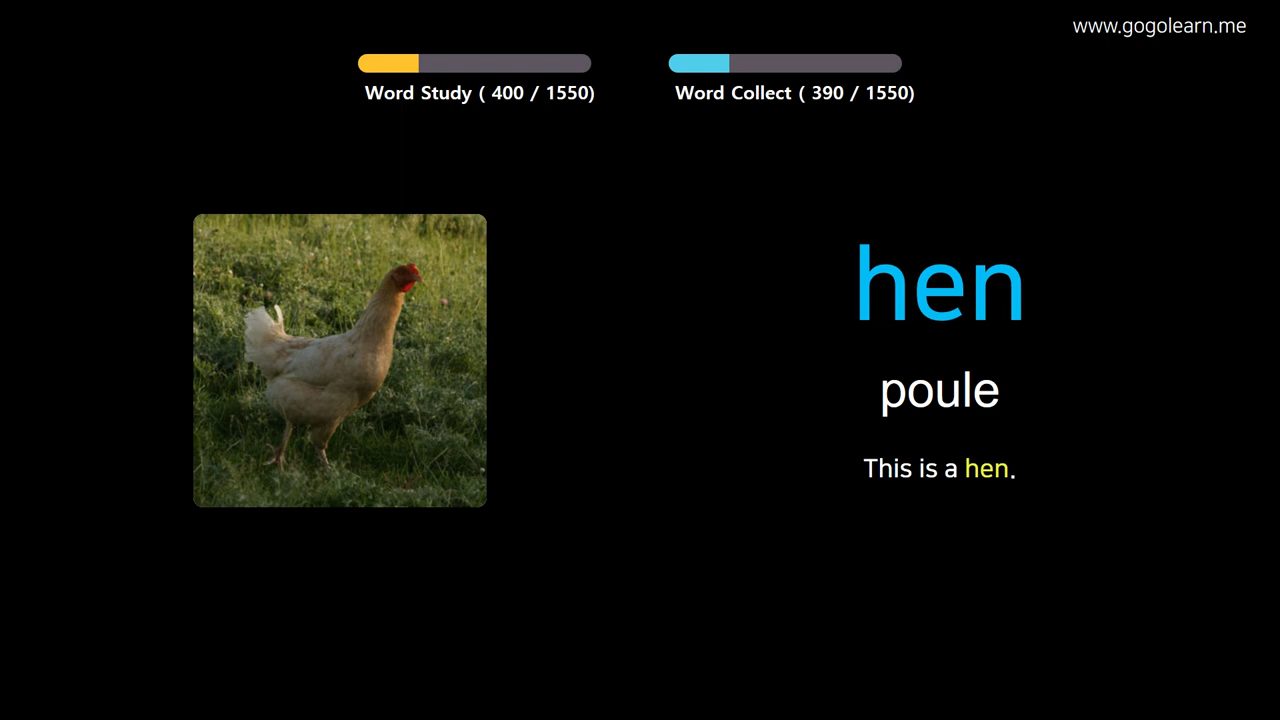 www.gogolearn.me
Word Study ( 400 / 1550)
Word Collect ( 390 / 1550)
hen
poule
This is a hen.